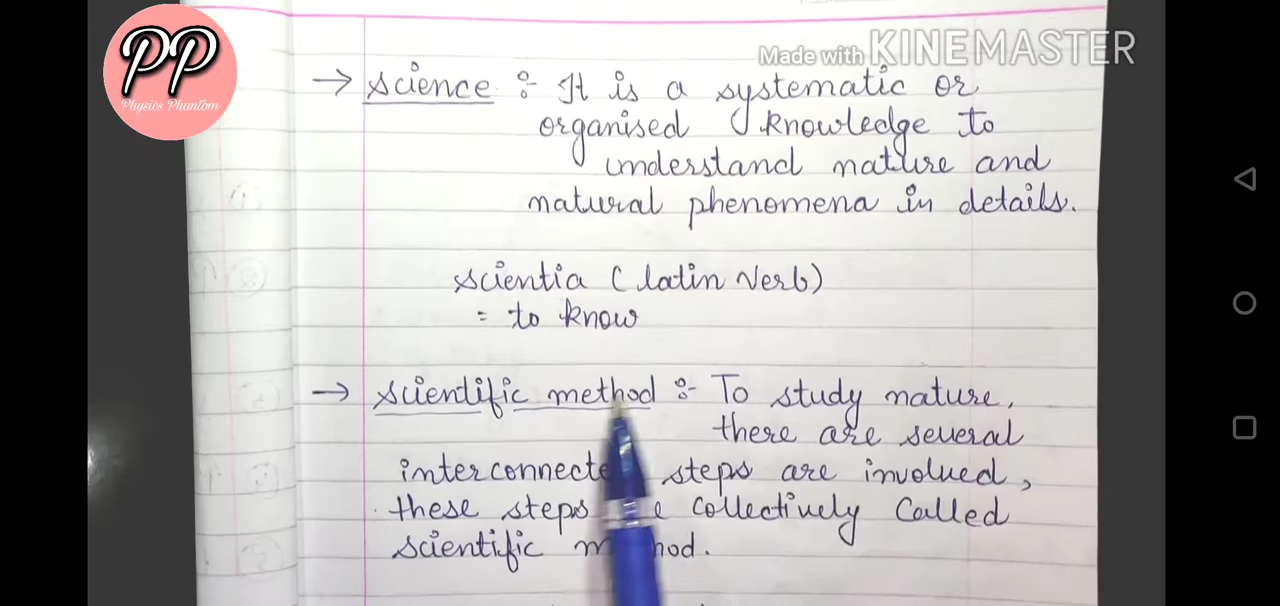 PP
Physics Phantom
Made with KINEMASTER
→ science :- It is a systematic or
organised knowledge to
understand nature and
natural phenomena in details.
scientia (latin Verb)
= to know
→ scientific method :- To study nature,
there are several
interconnecte steps are involved,
these steps e collectively called
scientific m hod.